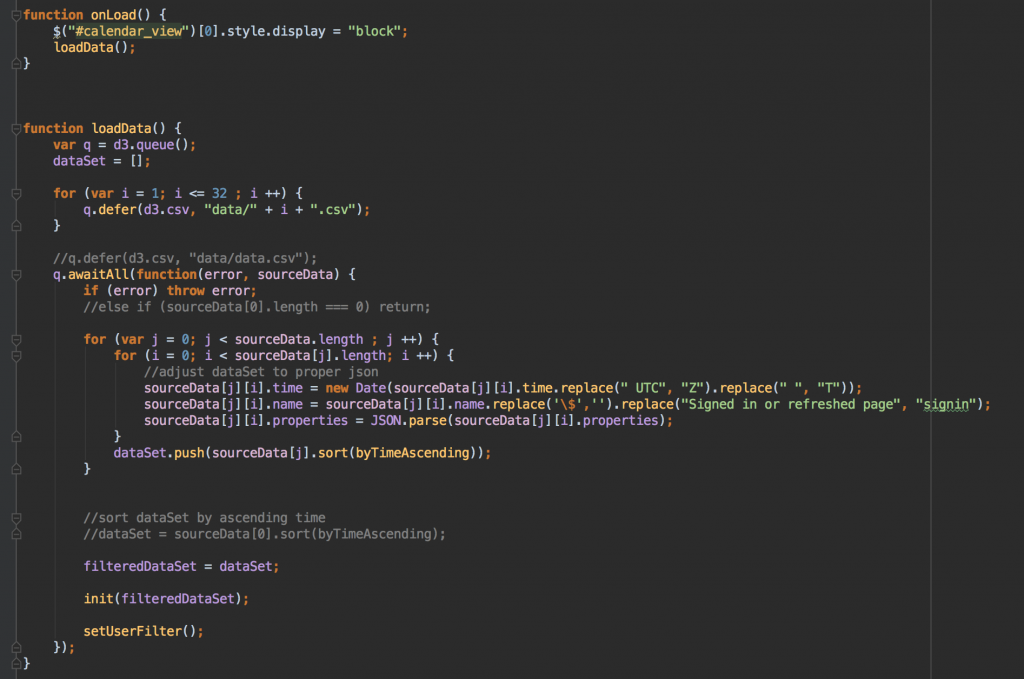 function onLoad() {
    $("#calendar_view")[0].style.display = "block";
    loadData();
}
function loadData() {
    var q = d3.queue();
    dataSet = [];
    for (var i = 1; i <= 32 ; i ++) {
        q.defer(d3.csv, "data/" + i + ".csv");
    }
    //q.defer(d3.csv, "data/data.csv");
    q.awaitAll(function(error, sourceData) {
        if (error) throw error;
        //else if (sourceData[0].length === 0) return;
        for (var j = 0; j < sourceData.length ; j ++) {
            for (i = 0; i < sourceData[j].length; i ++) {
                //adjust dataSet to proper json
                sourceData[j][i].time = new Date(sourceData[j][i].time.replace(" UTC", "Z").replace(" ", "T"));
                sourceData[j][i].name = sourceData[j][i].name.replace('\$','').replace("Signed in or refreshed page", "signin");
                sourceData[j][i].properties = JSON.parse(sourceData[j][i].properties);
            }
            dataSet.push(sourceData[j].sort(byTimeAscending));
        }
        //sort dataSet by ascending time
        //dataSet = sourceData[0].sort(byTimeAscending);
        filteredDataSet = dataSet;
        init(filteredDataSet);
        setUserFilter();
    });
}